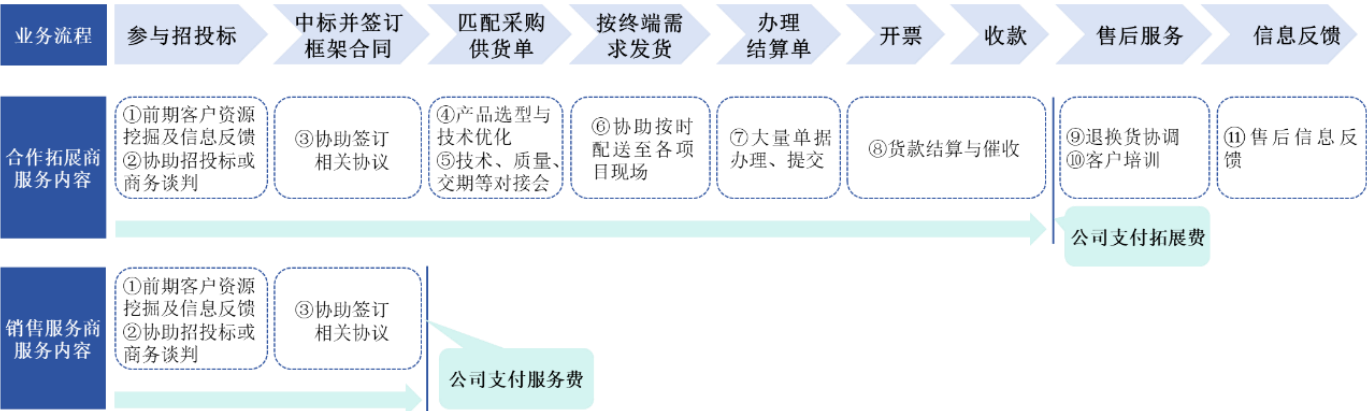 业务流程
参与招投标
中标并签订
框架合同
匹配采购
供货单
按终端需
求发货
办理
结算单
开票
收款
售后服务
信息反馈
合作拓展商
服务内容
①前期客户资源
挖掘及信息反馈
②协助招投标或
商务谈判
③协助签订
相关协议
④产品选型与
技术优化
⑤技术、质量、
交期等对接会
⑥协助按时
配送至各项
目现场
⑦大量单据
办理、提交
⑧货款结算与催收
⑨退换货协调
⑩客户培训
⑪售后信息反
馈
公司支付拓展费
销售服务商
服务内容
①前期客户资源
挖掘及信息反馈
②协助招投标或
商务谈判
③协助签订
相关协议
公司支付服务费